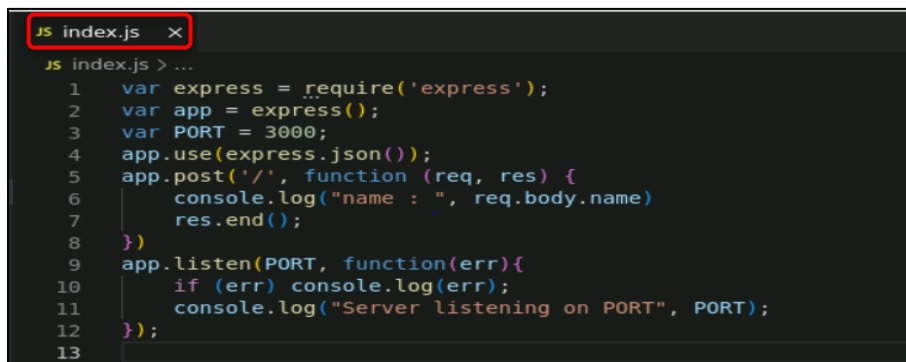 JS index.js ×
JS index.js > ...
1 var express = require('express');
2 var app = express();
3 var PORT = 3000;
4 app.use(express.json());
5 app.post('/', function (req, res) {
6     console.log("name : ", req.body.name)
7     res.end();
8 })
9 app.listen(PORT, function(err){
10     if (err) console.log(err);
11     console.log("Server listening on PORT", PORT);
12 });
13